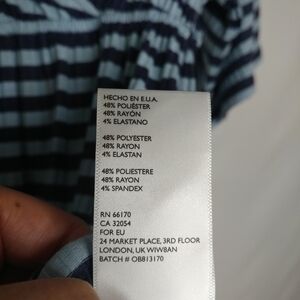 HECHO EN E.U.A.
48% POLIÉSTER
48% RAYÓN
4% ELASTANO
48% POLYESTER
48% RAYON
4% ELASTAN
48% POLIESTERE
48% RAYON
4% SPANDEX
RN 66170
CA 32054
FOR EU
24 MARKET PLACE, 3RD FLOOR
LONDON, UK WIW8AN
BATCH # OB813170